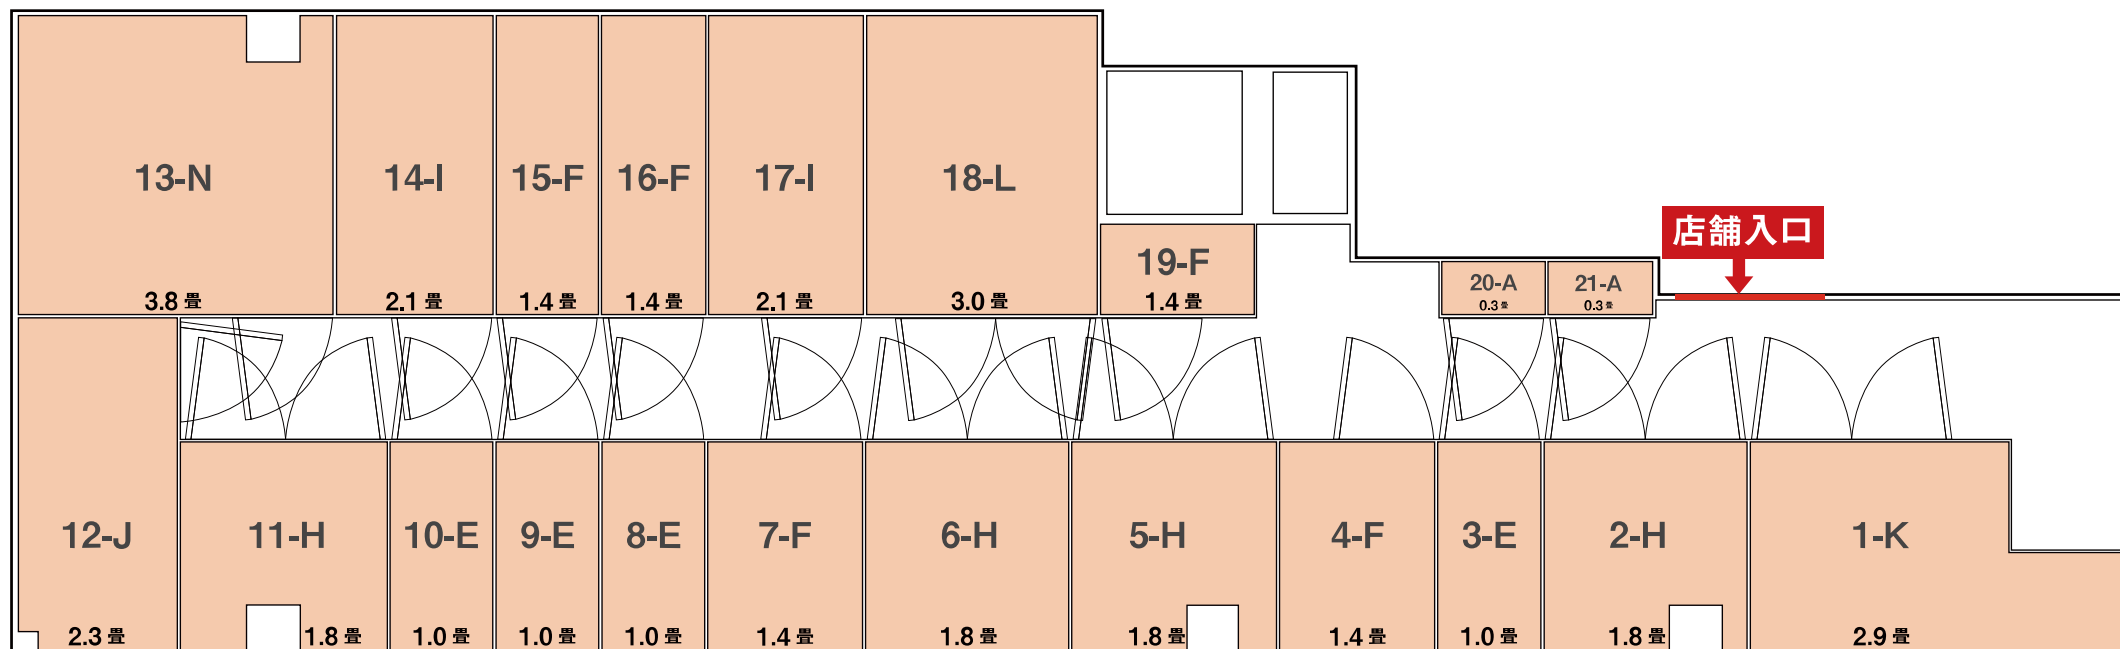 13-N
3.8 畳
14-I
2.1 畳
15-F
1.4 畳
16-F
1.4 畳
17-I
2.1 畳
18-L
3.0 畳
19-F
1.4 畳
20-A
0.3 畳
21-A
0.3 畳
店舗入口
12-J
2.3 畳
11-H
1.8 畳
10-E
1.0 畳
9-E
1.0 畳
8-E
1.0 畳
7-F
1.4 畳
6-H
1.8 畳
5-H
1.8 畳
4-F
1.4 畳
3-E
1.0 畳
2-H
1.8 畳
1-K
2.9 畳